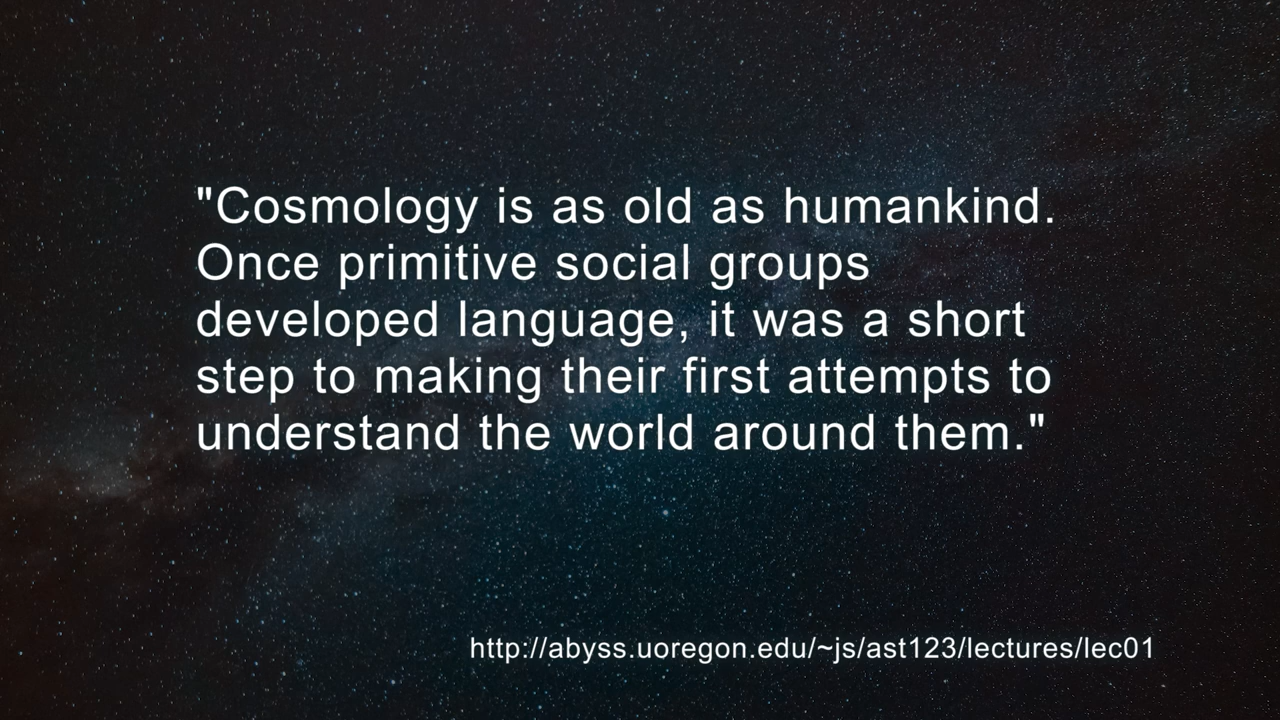 "Cosmology is as old as humankind.
Once primitive social groups
developed language, it was a short
step to making their first attempts to
understand the world around them."
http://abyss.uoregon.edu/~js/ast123/lectures/lec01